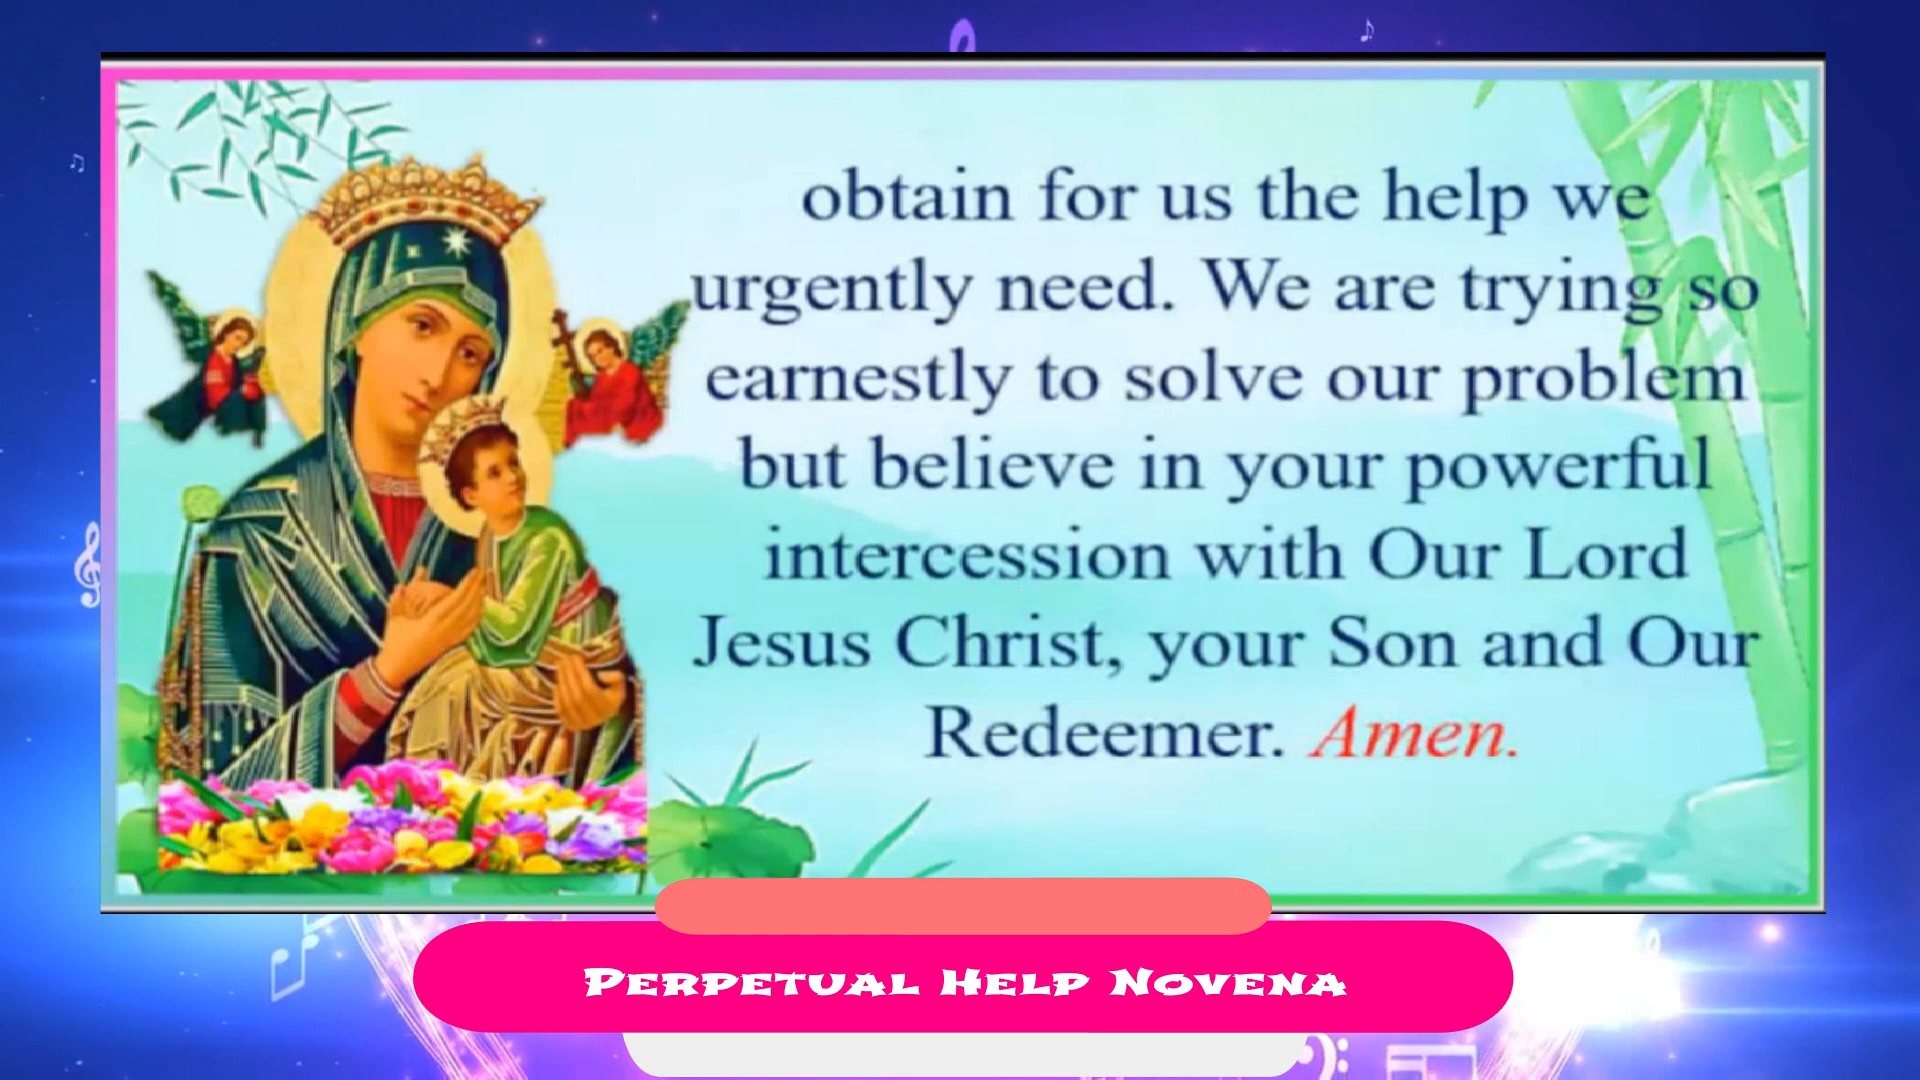 obtain for us the help we
urgently need. We are trying so
earnestly to solve our problem
but believe in your powerful
intercession with Our Lord
Jesus Christ, your Son and Our
Redeemer. Amen.
Perpetual Help Novena